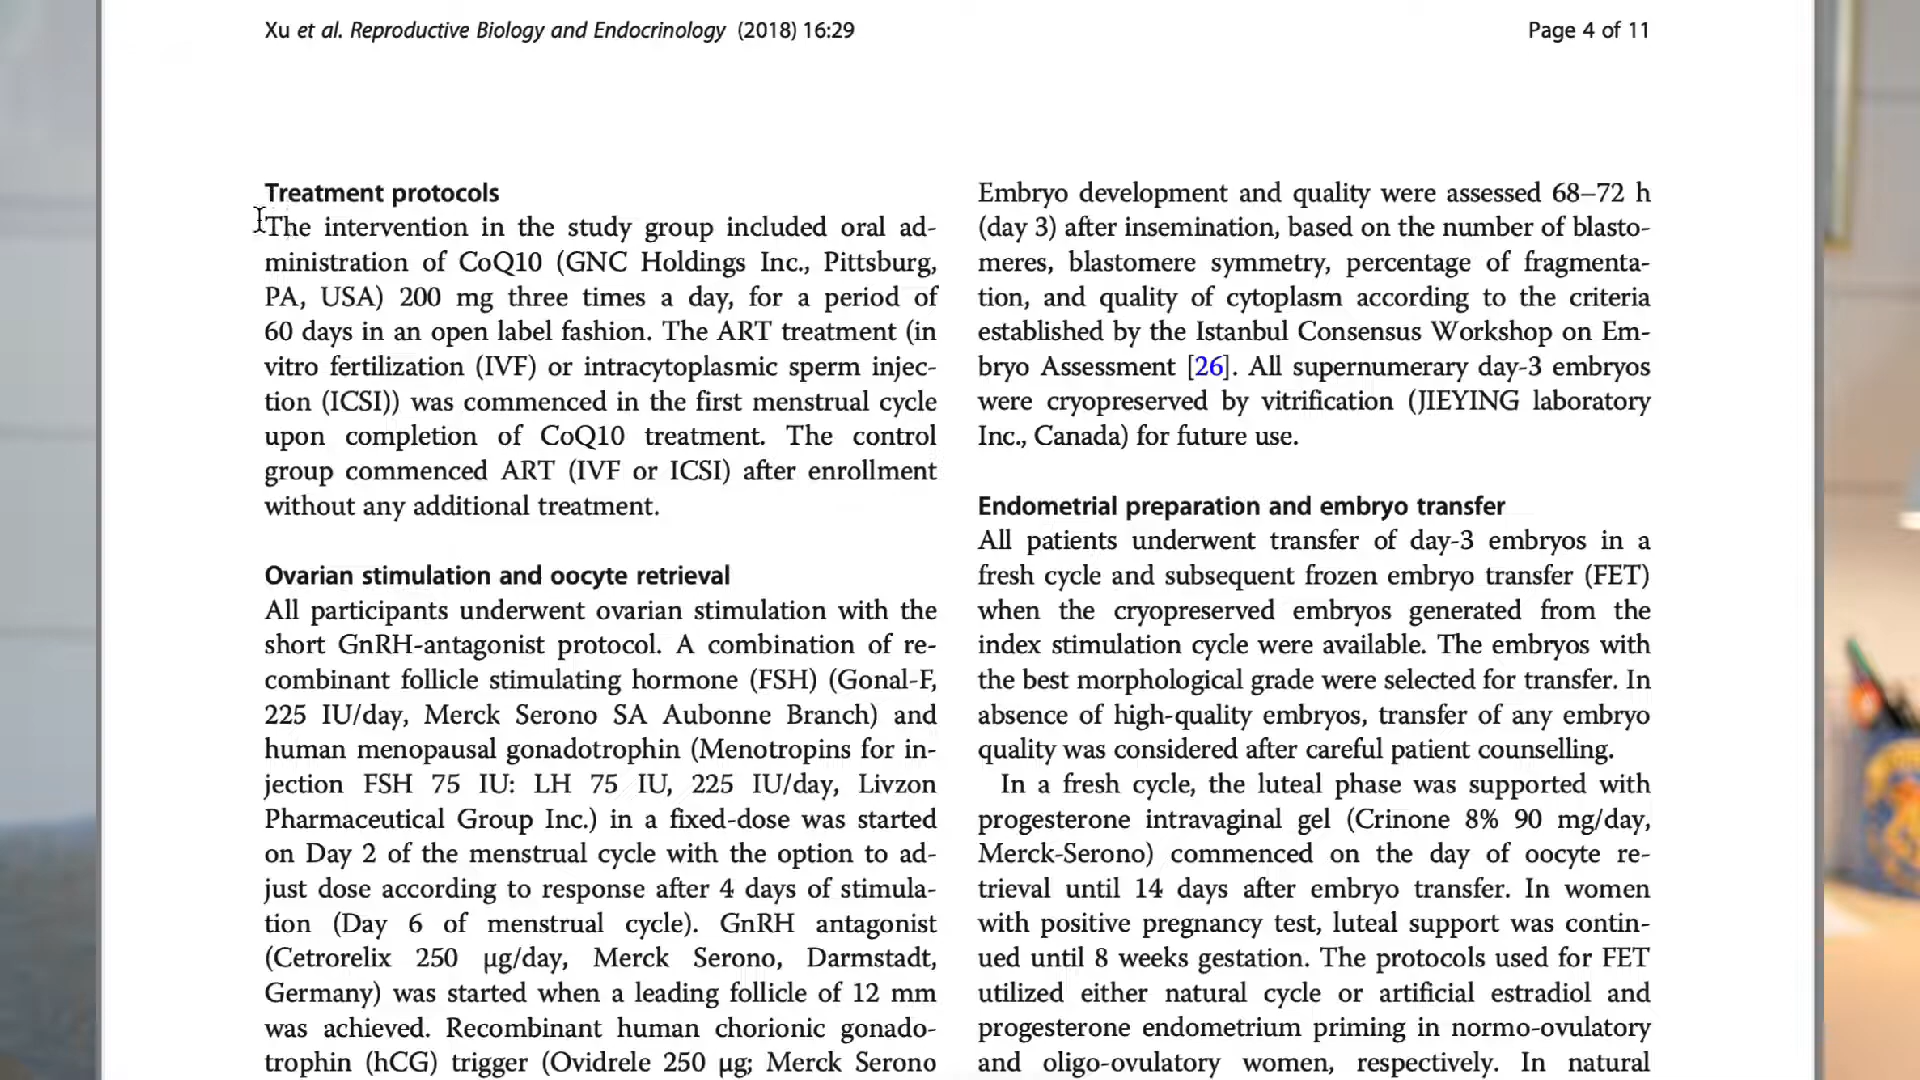 Xu et al. Reproductive Biology and Endocrinology (2018) 16:29
Page 4 of 11
Treatment protocols
The intervention in the study group included oral ad-
ministration of CoQ10 (GNC Holdings Inc., Pittsburg,
PA, USA) 200 mg three times a day, for a period of
60 days in an open label fashion. The ART treatment (in
vitro fertilization (IVF) or intracytoplasmic sperm injec-
tion (ICSI)) was commenced in the first menstrual cycle
upon completion of CoQ10 treatment. The control
group commenced ART (IVF or ICSI) after enrollment
without any additional treatment.
Ovarian stimulation and oocyte retrieval
All participants underwent ovarian stimulation with the
short GnRH-antagonist protocol. A combination of re-
combinant follicle stimulating hormone (FSH) (Gonal-F,
225 IU/day, Merck Serono SA Aubonne Branch) and
human menopausal gonadotrophin (Menotropins for in-
jection FSH 75 IU: LH 75 IU, 225 IU/day, Livzon
Pharmaceutical Group Inc.) in a fixed-dose was started
on Day 2 of the menstrual cycle with the option to ad-
just dose according to response after 4 days of stimula-
tion (Day 6 of menstrual cycle). GnRH antagonist
(Cetrorelix 250 μg/day, Merck Serono, Darmstadt,
Germany) was started when a leading follicle of 12 mm
was achieved. Recombinant human chorionic gonado-
trophin (hCG) trigger (Ovidrele 250 μg; Merck Serono
Embryo development and quality were assessed 68–72 h
(day 3) after insemination, based on the number of blasto-
meres, blastomere symmetry, percentage of fragmenta-
tion, and quality of cytoplasm according to the criteria
established by the Istanbul Consensus Workshop on Em-
bryo Assessment [26]. All supernumerary day-3 embryos
were cryopreserved by vitrification (JIEYING laboratory
Inc., Canada) for future use.
Endometrial preparation and embryo transfer
All patients underwent transfer of day-3 embryos in a
fresh cycle and subsequent frozen embryo transfer (FET)
when the cryopreserved embryos generated from the
index stimulation cycle were available. The embryos with
the best morphological grade were selected for transfer. In
absence of high-quality embryos, transfer of any embryo
quality was considered after careful patient counselling.
In a fresh cycle, the luteal phase was supported with
progesterone intravaginal gel (Crinone 8% 90 mg/day,
Merck-Serono) commenced on the day of oocyte re-
trieval until 14 days after embryo transfer. In women
with positive pregnancy test, luteal support was contin-
ued until 8 weeks gestation. The protocols used for FET
utilized either natural cycle or artificial estradiol and
progesterone endometrium priming in normo-ovulatory
and oligo-ovulatory women, respectively. In natural